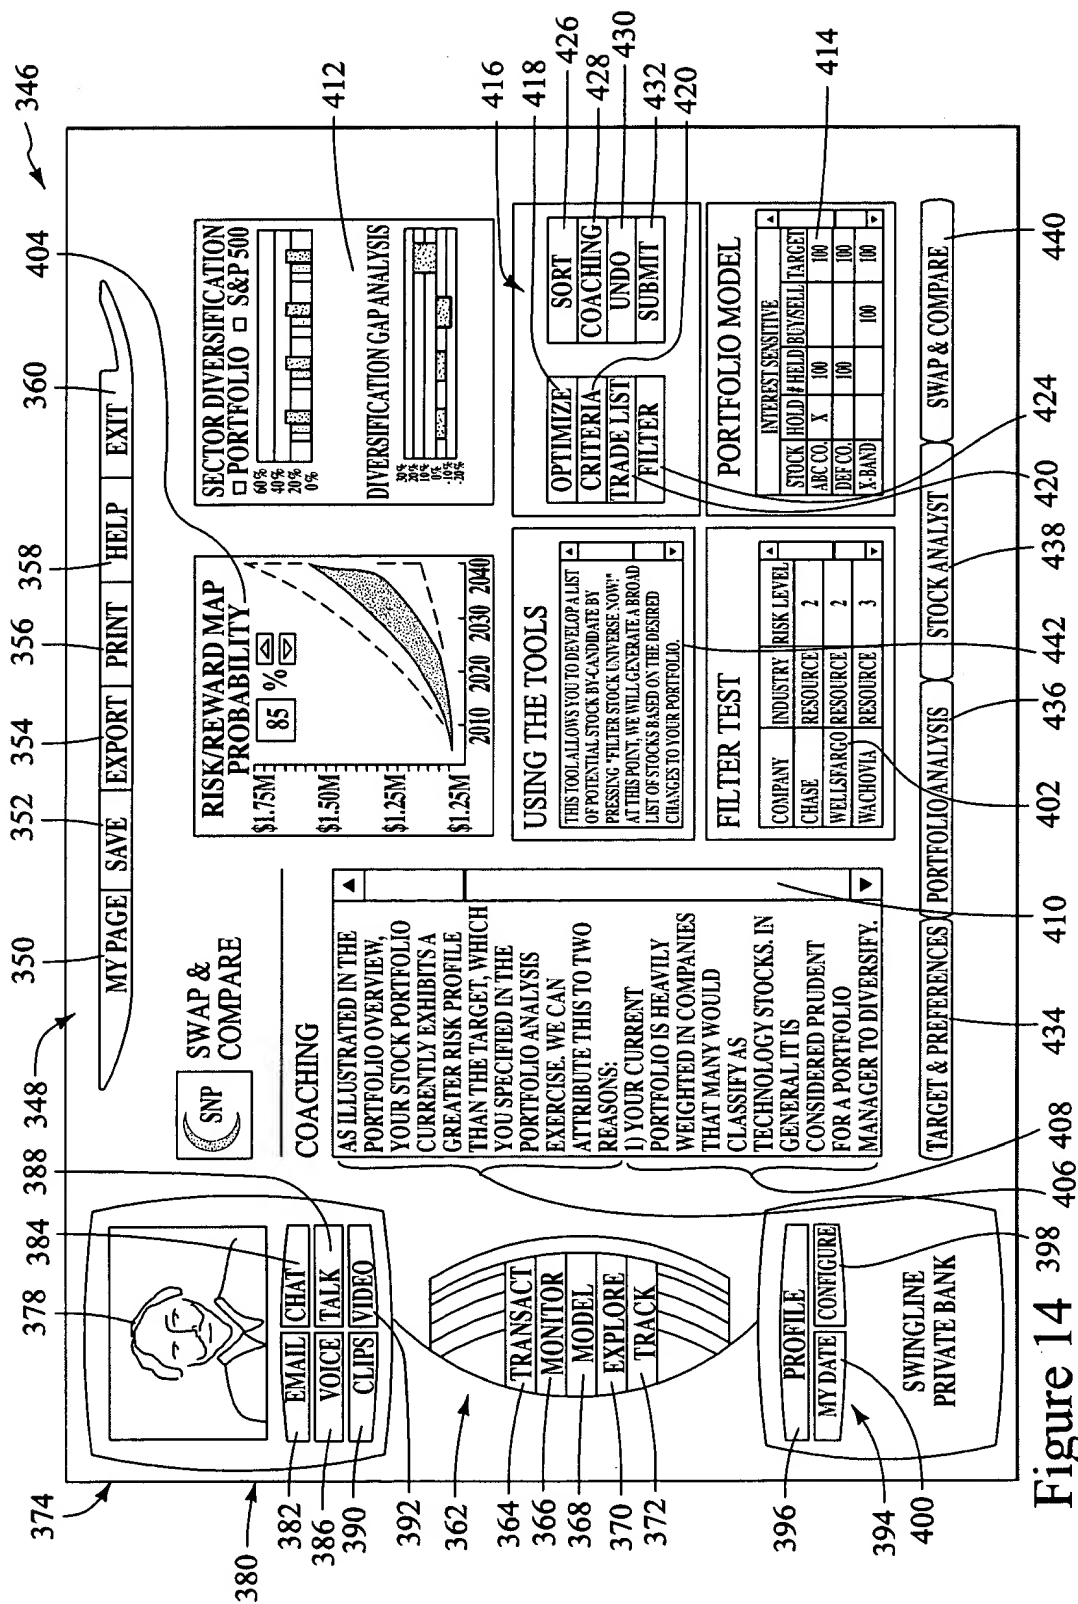 346
348
350
352
354
356
358
360
404
MY PAGE
SAVE
EXPORT
PRINT
HELP
EXIT
374
378
384
388
380
382
386
390
392
EMAIL
CHAT
VOICE
TALK
CLIPS
VIDEO
SNP
SWAP &
COMPARE
362
364
366
368
370
372
TRANSACT
MONITOR
MODEL
EXPLORE
TRACK
396
394
400
398
PROFILE
MY DATE
CONFIGURE
SWINGLINE
PRIVATE BANK
COACHING
AS ILLUSTRATED IN THE
PORTFOLIO OVERVIEW,
YOUR STOCK PORTFOLIO
CURRENTLY EXHIBITS A
GREATER RISK PROFILE
THAN THE TARGET, WHICH
YOU SPECIFIED IN THE
PORTFOLIO ANALYSIS
EXERCISE. WE CAN
ATTRIBUTE THIS TO TWO
REASONS:
1) YOUR CURRENT
PORTFOLIO IS HEAVILY
WEIGHTED IN COMPANIES
THAT MANY WOULD
CLASSIFY AS
TECHNOLOGY STOCKS. IN
GENERAL IT IS
CONSIDERED PRUDENT
FOR A PORTFOLIO
MANAGER TO DIVERSIFY.
406
408
410
RISK/REWARD MAP
PROBABILITY
85 %
$1.75M
$1.50M
$1.25M
$1.25M
2010 2020 2030 2040
SECTOR DIVERSIFICATION
PORTFOLIO S&P 500
60%
40%
20%
0%
DIVERSIFICATION GAP ANALYSIS
30%
20%
10%
0%
-10%
-20%
412
USING THE TOOLS
THIS TOOL ALLOWS YOU TO DEVELOP A LIST
OF POTENTIAL STOCK BY-CANDIDATE BY
PRESSING "FILTER STOCK UNIVERSE NOW!"
AT THIS POINT, WE WILL GENERATE A BROAD
LIST OF STOCKS BASED ON THE DESIRED
CHANGES TO YOUR PORTFOLIO.
442
OPTIMIZE
CRITERIA
TRADE LIST
FILTER
SORT
COACHING
UNDO
SUBMIT
416
418
426
428
430
432
420
420
424
FILTER TEST
COMPANY INDUSTRY RISK LEVEL
CHASE RESOURCE 2
WELLSFARGO RESOURCE 2
WACHOVIA RESOURCE 3
402
PORTFOLIO MODEL
INTEREST SENSITIVE
STOCK HOLD # HELD BUY/SELL TARGET
ABC CO. X 100 100
DEF CO. 100 100
X-BAND 100 100
414
TARGET & PREFERENCES
PORTFOLIO ANALYSIS
STOCK ANALYST
SWAP & COMPARE
434
436
438
440
Figure 14